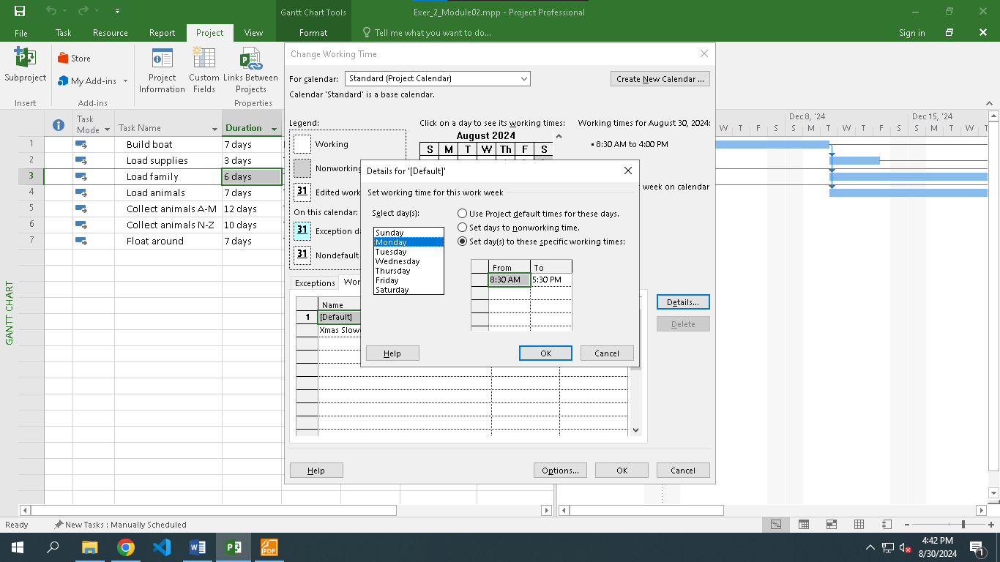 Gantt Chart Tools
Exer_2_Module02.mpp - Project Professional
File Task Resource Report Project View Format Tell me what you want to do... Sign in
Subproject
Store
My Add-ins
Project Information
Custom Fields
Links Between Projects
Insert Add-ins Properties
Change Working Time
For calendar: Standard (Project Calendar) Create New Calendar ...
Calendar 'Standard' is a base calendar.
Legend:
Click on a day to see its working times:
Working times for August 30, 2024:
Working
August 2024
• 8:30 AM to 4:00 PM
S M T W Th F S
Nonworking
31 Edited work
week on calendar
On this calendar:
31 Exception da
31 Nondefault
Exceptions Wor
Name
1 [Default]
Xmas Slow
Details...
Delete
Help Options... OK Cancel
Details for '[Default]'
Set working time for this work week
Select day(s):
Sunday
Monday
Tuesday
Wednesday
Thursday
Friday
Saturday
Use Project default times for these days.
Set days to nonworking time.
Set day(s) to these specific working times:
From To
8:30 AM 5:30 PM
Help OK Cancel
Task Mode Task Name Duration
1 Build boat 7 days
2 Load supplies 3 days
3 Load family 6 days
4 Load animals 7 days
5 Collect animals A-M 12 days
6 Collect animals N-Z 10 days
7 Float around 7 days
Dec 8, '24 Dec 15, '24
W T F S S M T W T F S S M T W T
GANTT CHART
Ready New Tasks : Manually Scheduled
4:42 PM
8/30/2024
1